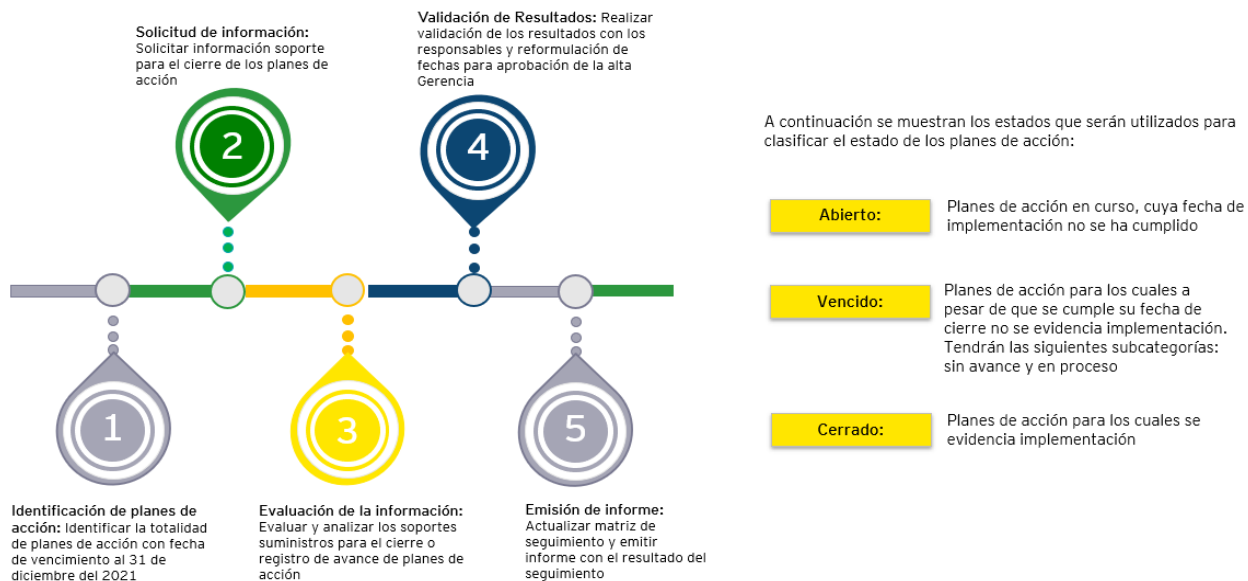 Solicitud de información:
Solicitar información soporte
para el cierre de los planes de
acción
Validación de Resultados: Realizar
validación de los resultados con los
responsables y reformulación de
fechas para aprobación de la alta
Gerencia
2
4
1
3
5
Identificación de planes de
acción: Identificar la totalidad
de planes de acción con fecha
de vencimiento al 31 de
diciembre del 2021
Evaluación de la información:
Evaluar y analizar los soportes
suministros para el cierre o
registro de avance de planes de
acción
Emisión de informe:
Actualizar matriz de
seguimiento y emitir
informe con el resultado del
seguimiento
A continuación se muestran los estados que serán utilizados para
clasificar el estado de los planes de acción:
Abierto:
Planes de acción en curso, cuya fecha de
implementación no se ha cumplido
Vencido:
Planes de acción para los cuales a
pesar de que se cumple su fecha de
cierre no se evidencia implementación.
Tendrán las siguientes subcategorías:
sin avance y en proceso
Cerrado:
Planes de acción para los cuales se
evidencia implementación